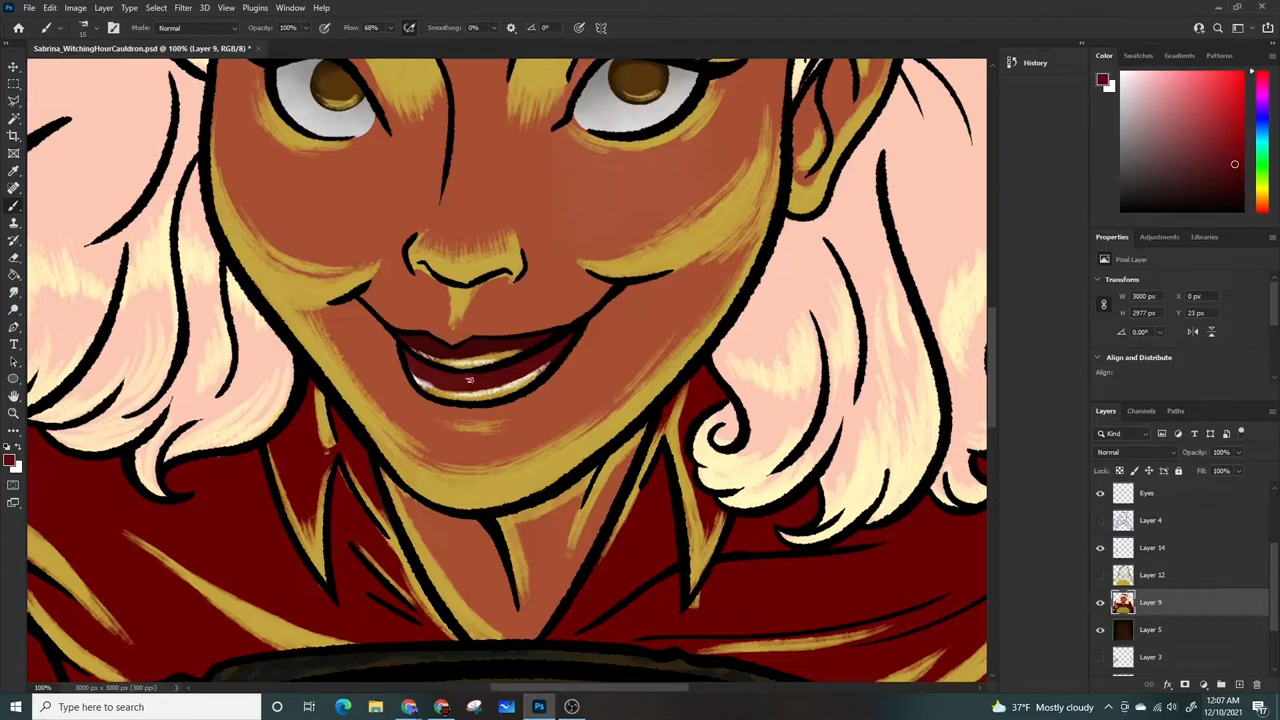 File Edit Image Layer Type Select Filter 3D View Plugins Window Help
15 Mode: Normal Opacity: 100% Flow: 68% Smoothing: 0% 0°
Sabrina_WitchingHourCauldron.psd @ 100% (Layer 9, RGB/8) *
History
Color Swatches Gradients Patterns
Properties Adjustments Libraries
Pixel Layer
Transform
W 3000 px X 0 px
H 2977 px Y 23 px
0.00°
Align and Distribute
Align:
Layers Channels Paths
Kind
Normal Opacity: 100%
Lock: Fill: 100%
Eyes
Layer 4
Layer 14
Layer 12
Layer 9
Layer 5
Layer 3
100% 3000 px x 3000 px (300 ppi)
Type here to search
37°F Mostly cloudy
12:07 AM
12/10/2021